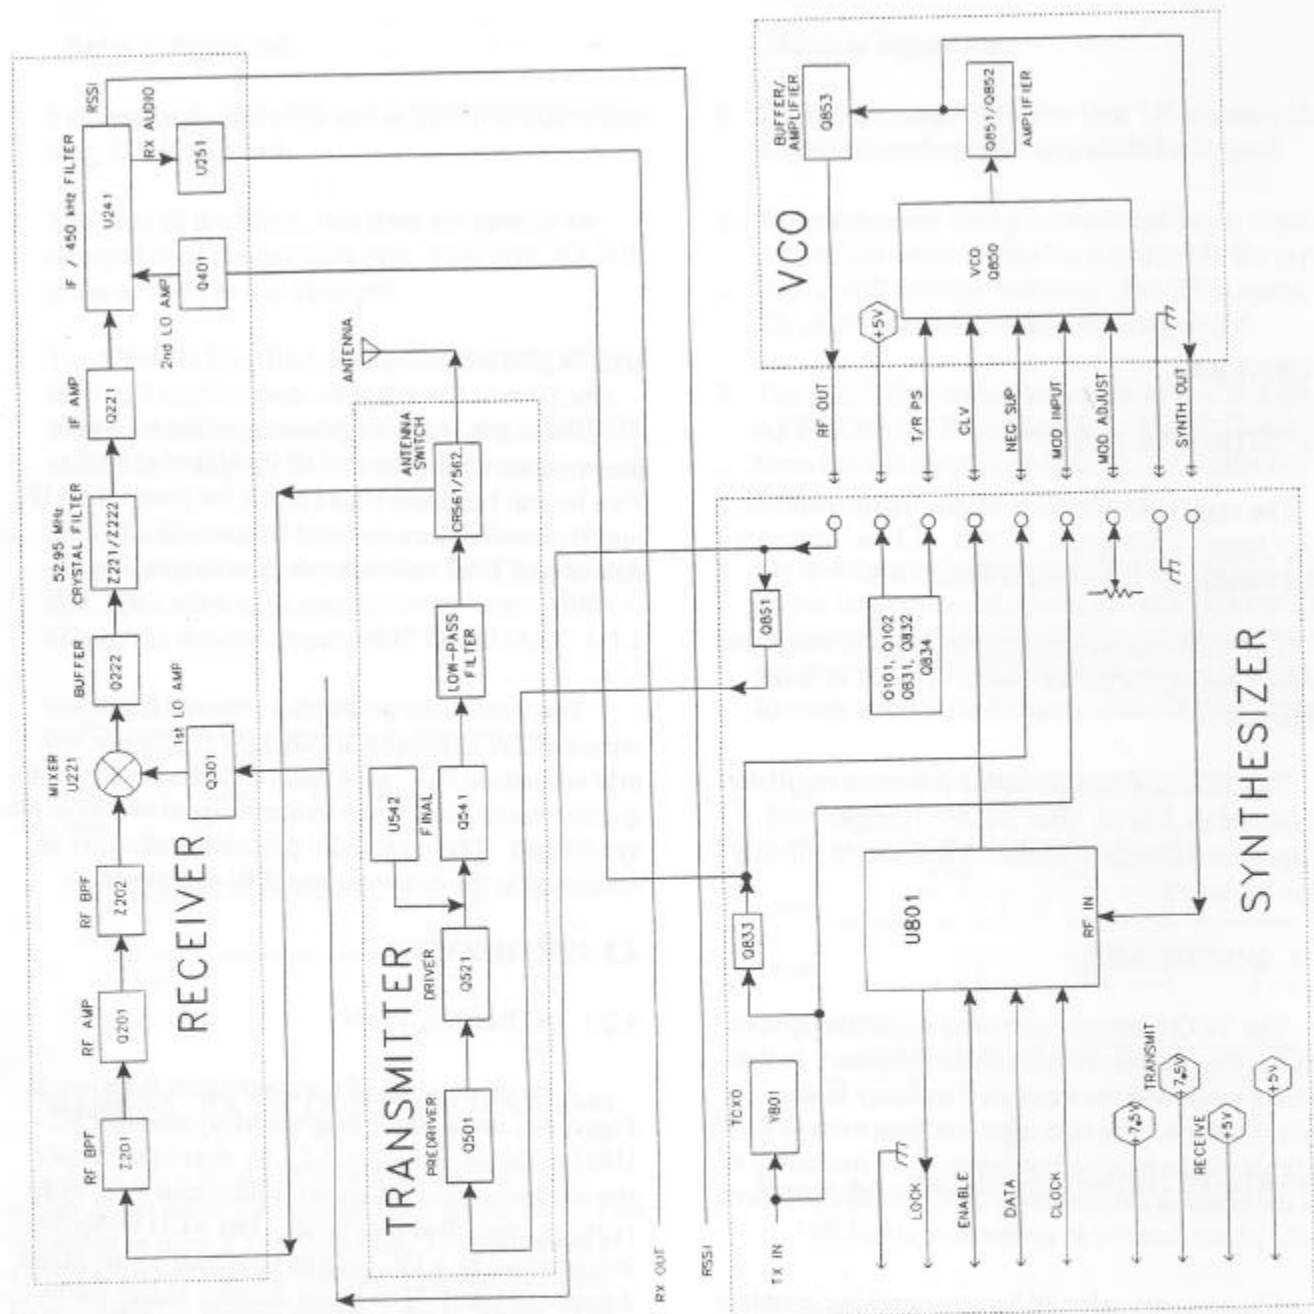 RF BPF
Z201
RF AMP
Q201
RF BPF
Z202
MIXER
U221
1st LO AMP
Q301
BUFFER
Q222
52.95 MHz
CRYSTAL FILTER
Z221/Z222
IF AMP
Q221
2nd LO AMP
Q401
IF / 450 kHz FILTER
U241
RX AUDIO
U251
RSSI
RECEIVER
TRANSMITTER
PREDRIVER
Q501
DRIVER
Q521
U542
FINAL
Q541
LOW-PASS
FILTER
ANTENNA
SWITCH
CR561/562
ANTENNA
RX OUT
RSSI
TX IN
TCXO
Y801
Q833
Q851
LOCK
ENABLE
DATA
CLOCK
U801
RF IN
Q101, Q102
Q831, Q832
Q834
TRANSMIT
+7.5V
7.5V
RECEIVE
+5V
+5V
SYNTHESIZER
RF OUT
+5V
T/R PS
CLV
NEG SUP
MOD INPUT
MOD ADJUST
SYNTH OUT
VCO
BUFFER/
AMPLIFIER
Q853
VCO
Q850
Q851/Q852
AMPLIFIER